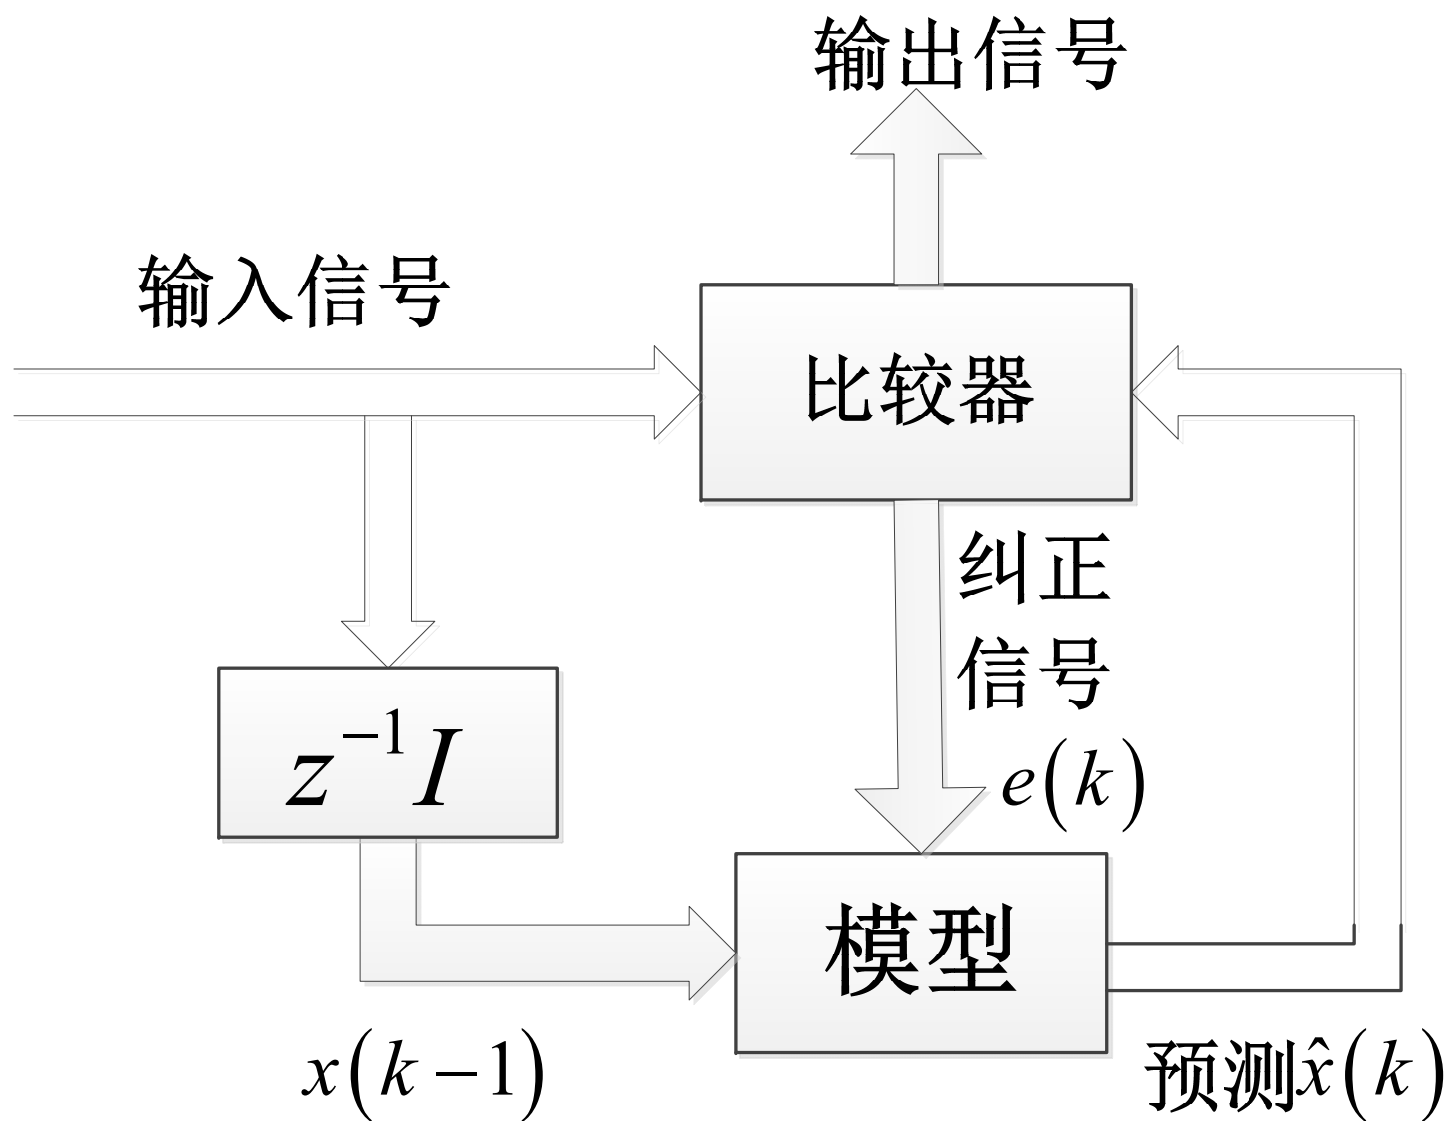 输出信号
输入信号
比较器
纠正
信号
e(k)
z⁻¹I
模型
x(k−1)
预测x̂(k)